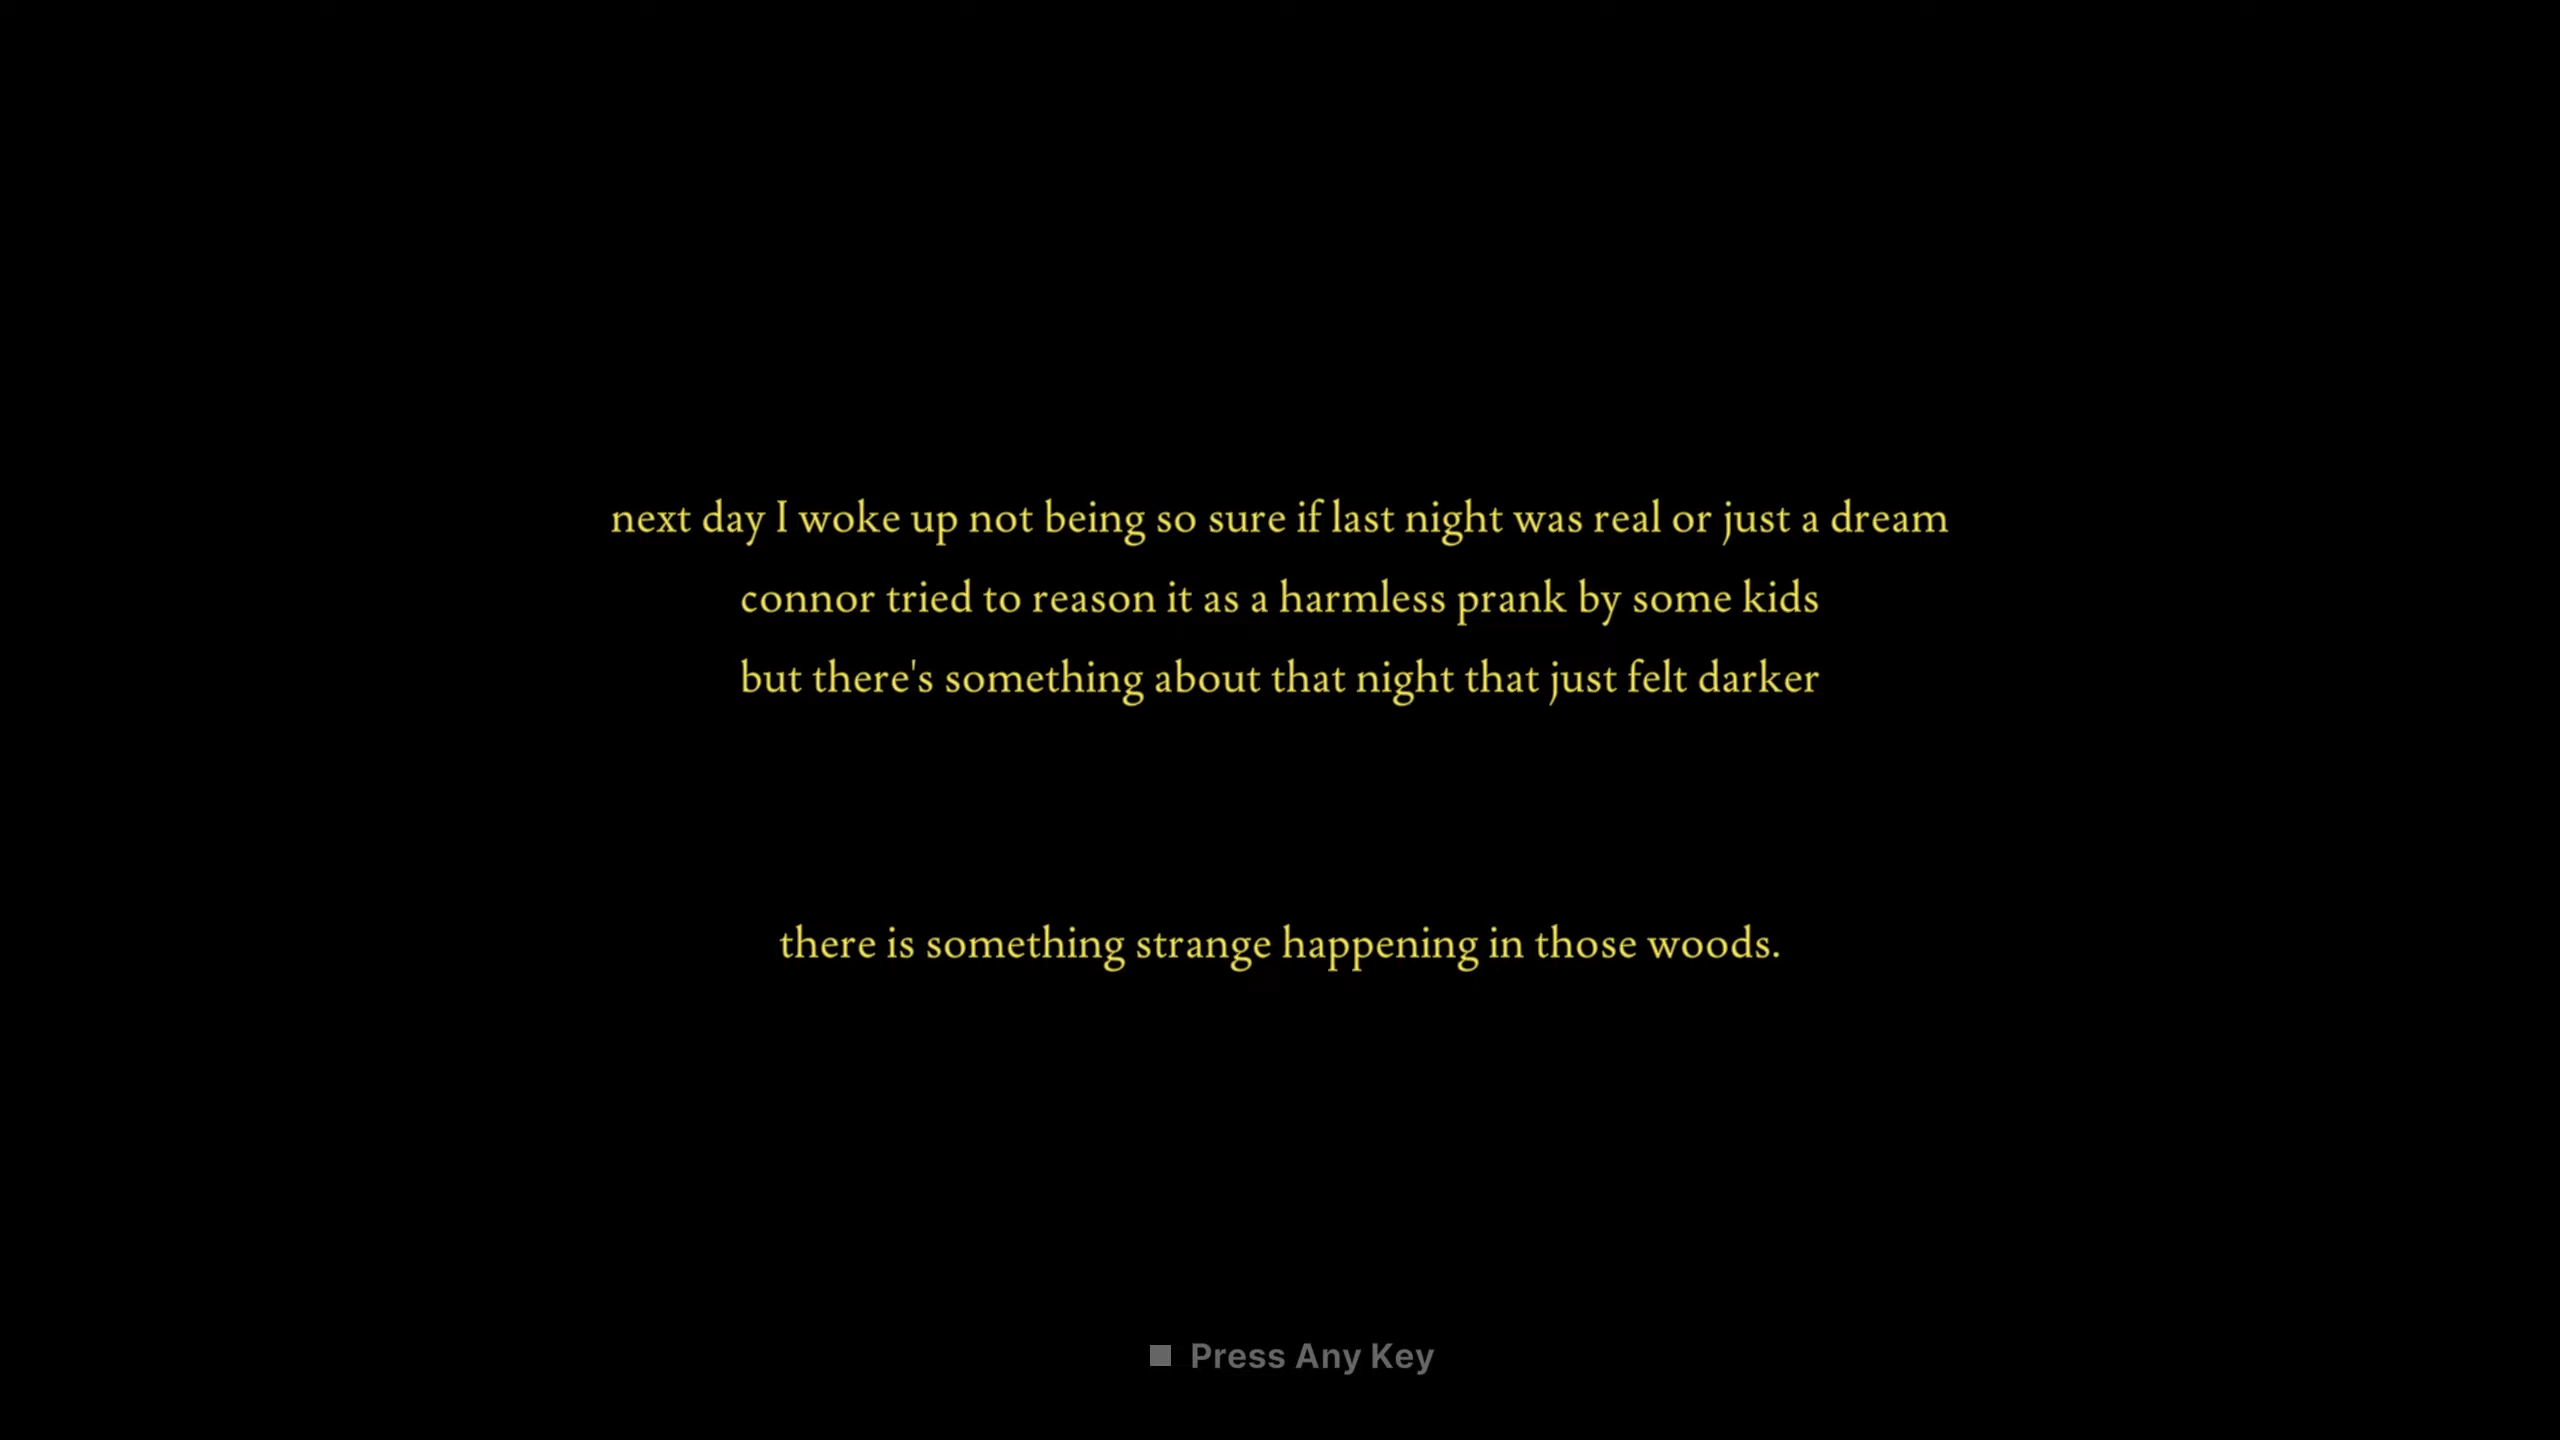 next day I woke up not being so sure if last night was real or just a dream
connor tried to reason it as a harmless prank by some kids
but there's something about that night that just felt darker
there is something strange happening in those woods.
Press Any Key